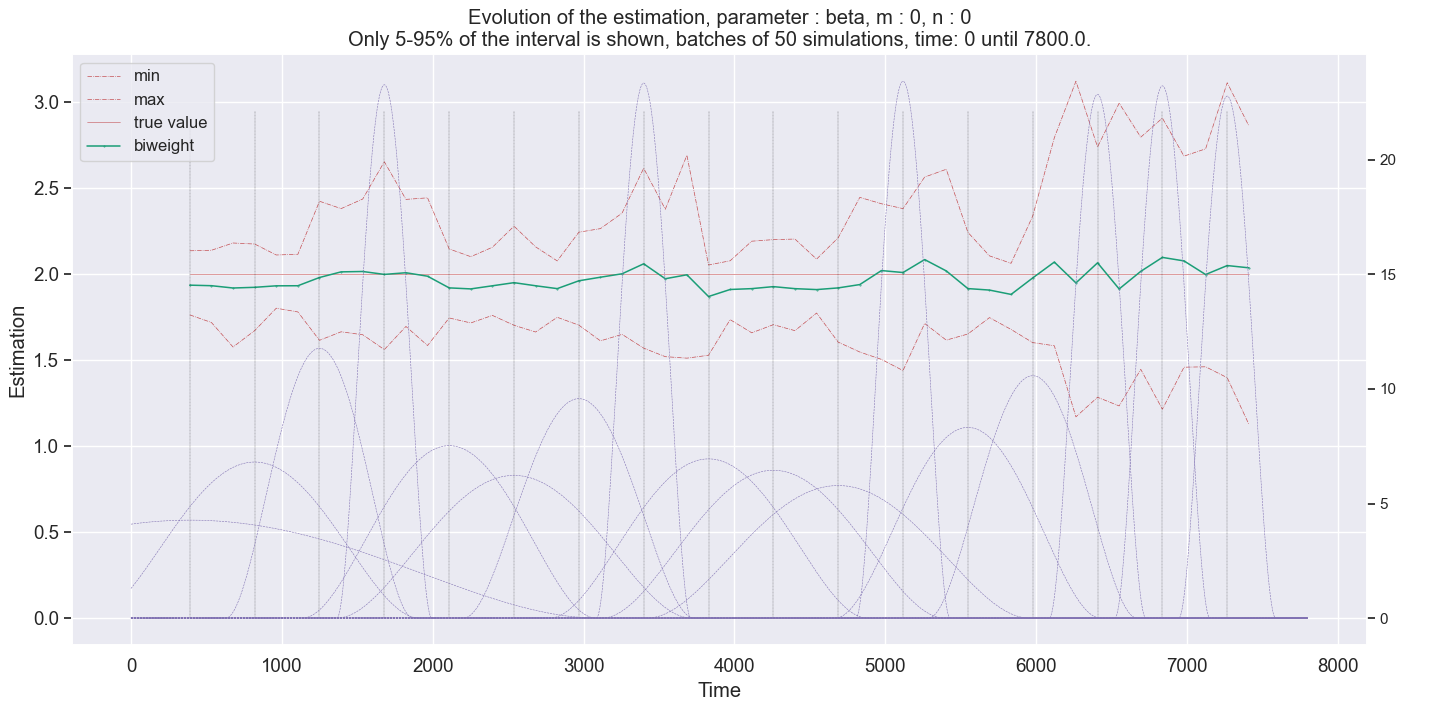 Evolution of the estimation, parameter : beta, m : 0, n : 0
Only 5-95% of the interval is shown, batches of 50 simulations, time: 0 until 7800.0.
min
max
true value
biweight
3.0
2.5
2.0
1.5
1.0
0.5
0.0
Estimation
20
15
10
5
0
0 1000 2000 3000 4000 5000 6000 7000 8000
Time